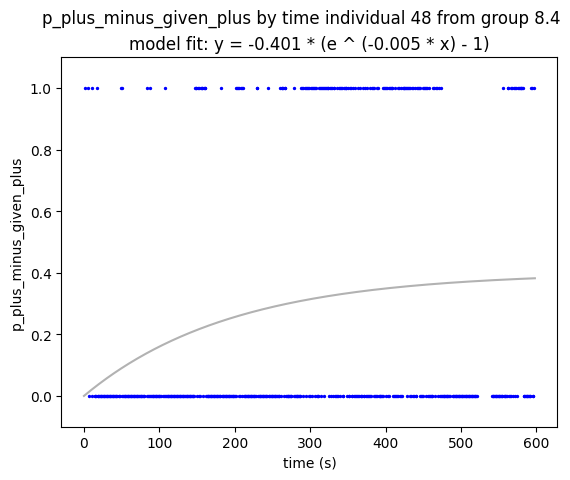 p_plus_minus_given_plus by time individual 48 from group 8.4
model fit: y = -0.401 * (e ^ (-0.005 * x) - 1)
p_plus_minus_given_plus
1.0
0.8
0.6
0.4
0.2
0.0
0 100 200 300 400 500 600
time (s)